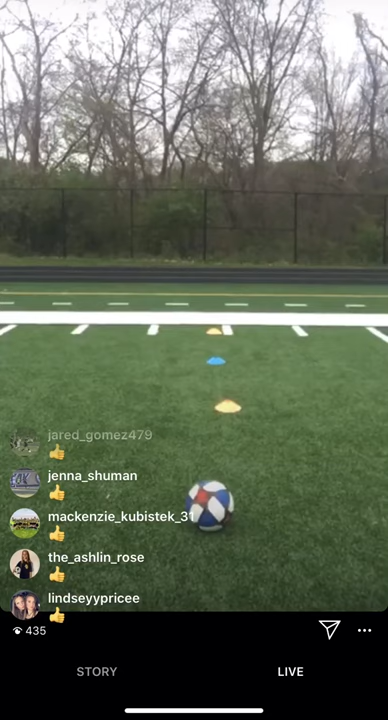 jared_gomez479
👍
jenna_shuman
👍
mackenzie_kubistek_31
👍
the_ashlin_rose
👍
lindseyypricee
👍
435
STORY
LIVE